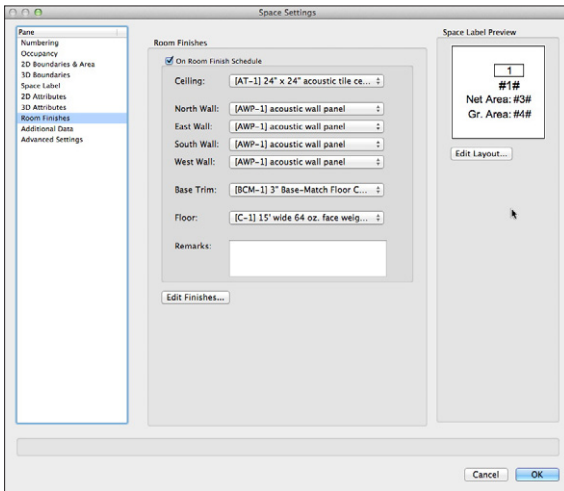 Space Settings
Pane
Numbering
Occupancy
2D Boundaries & Area
3D Boundaries
Space Label
2D Attributes
3D Attributes
Room Finishes
Additional Data
Advanced Settings
Room Finishes
On Room Finish Schedule
Ceiling: [AT-1] 24" x 24" acoustic tile ce...
North Wall: [AWP-1] acoustic wall panel
East Wall: [AWP-1] acoustic wall panel
South Wall: [AWP-1] acoustic wall panel
West Wall: [AWP-1] acoustic wall panel
Base Trim: [BCM-1] 3" Base-Match Floor C...
Floor: [C-1] 15' wide 64 oz. face weig...
Remarks:
Edit Finishes...
Space Label Preview
1
#1#
Net Area: #3#
Gr. Area: #4#
Edit Layout...
Cancel
OK